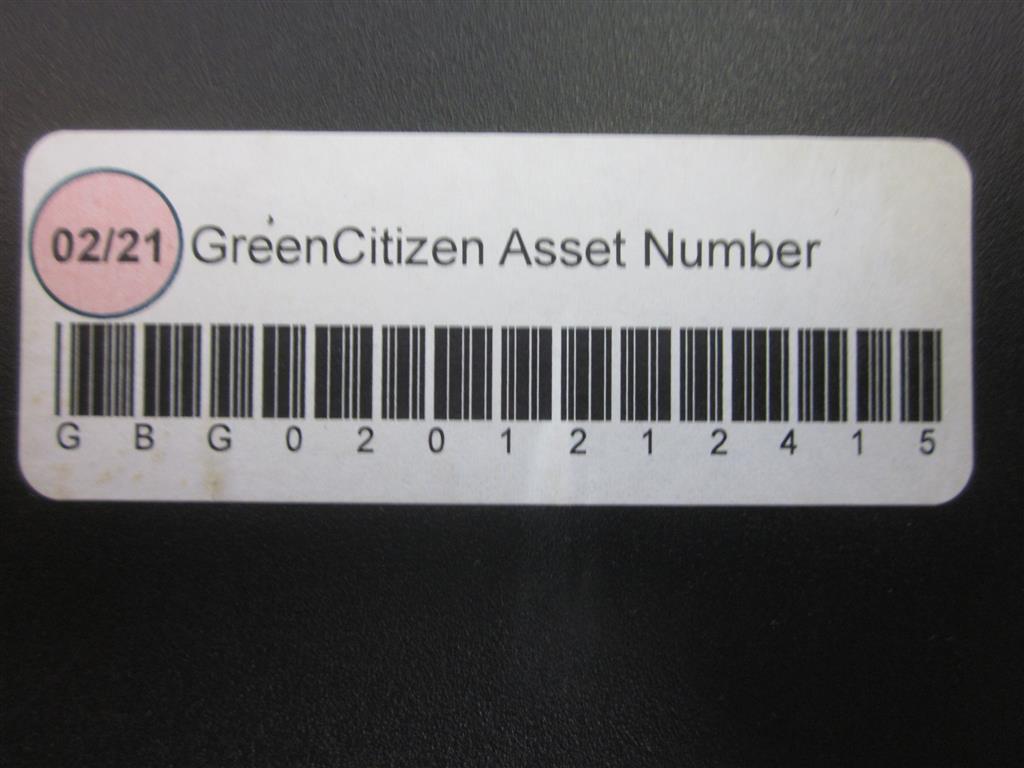 02/21 GreenCitizen Asset Number
G B G 0 2 0 1 2 1 2 4 1 5